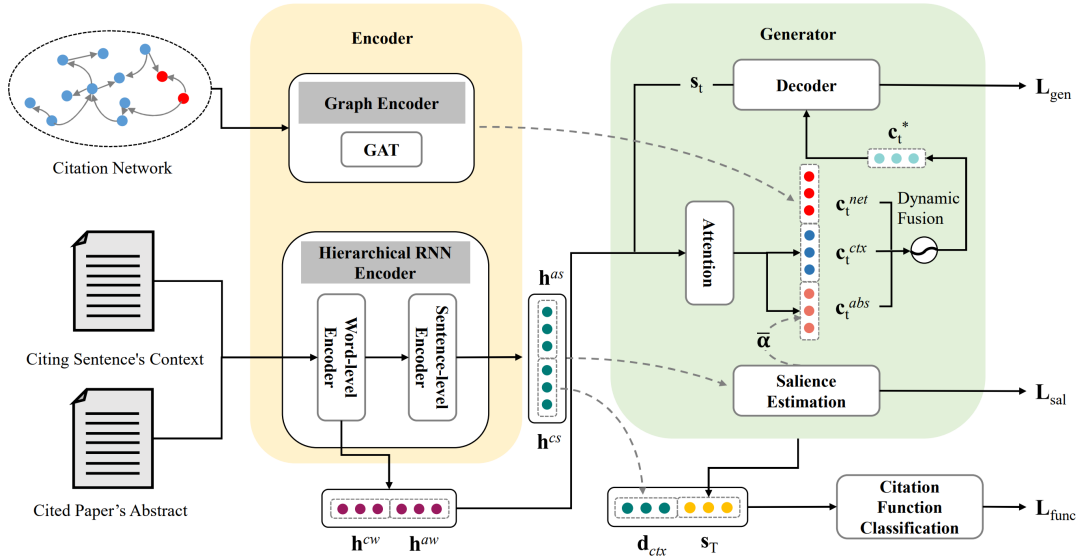 Encoder
Generator
Graph Encoder
GAT
Citation Network
s_t
Decoder
L_gen
c_t^*
c_t^net
Dynamic
Fusion
Attention
c_t^ctx
c_t^abs
Hierarchical RNN
Encoder
h^as
Word-level
Encoder
Sentence-level
Encoder
Citing Sentence's Context
ᾱ
Salience
Estimation
L_sal
h^cs
Cited Paper's Abstract
h^cw
h^aw
d_ctx
s_T
Citation
Function
Classification
L_func